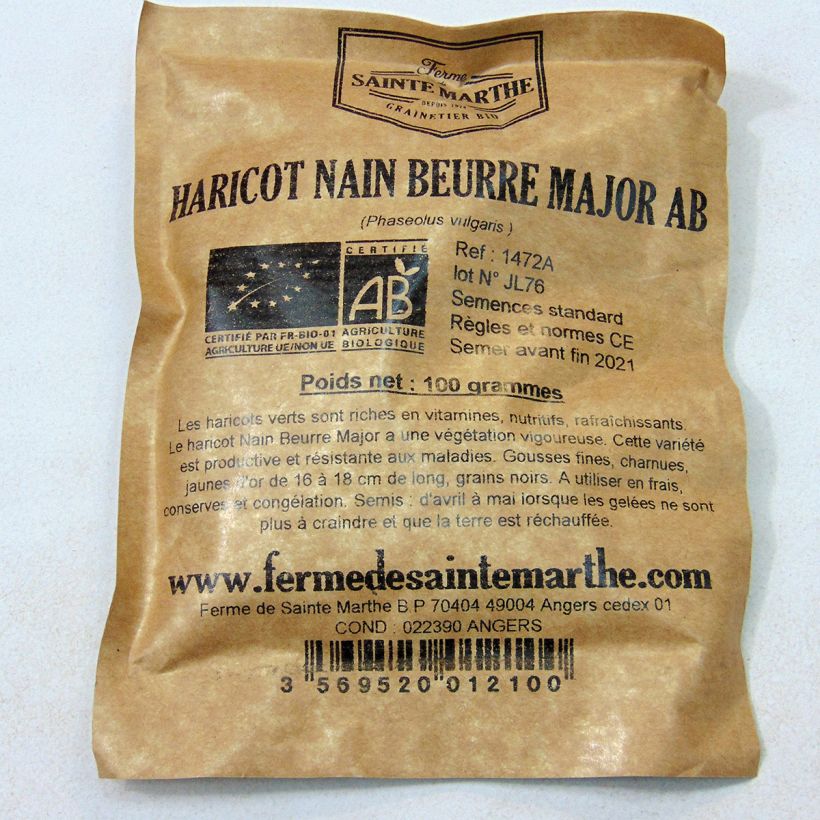 Ferme
de
SAINTE MARTHE
DEPUIS 1974
GRAINETIER BIO
HARICOT NAIN BEURRE MAJOR AB
(Phaseolus vulgaris )
CERTIFIÉ PAR FR-BIO-01
AGRICULTURE UE/NON UE
CERTIFIÉ
AB
AGRICULTURE
BIOLOGIQUE
Ref : 1472A
lot N° JL76
Semences standard
Règles et normes CE
Semer avant fin 2021
Poids net : 100 grammes
Les haricots verts sont riches en vitamines, nutritifs, rafraîchissants.
Le haricot Nain Beurre Major a une végétation vigoureuse. Cette variété
est productive et résistante aux maladies. Gousses fines, charnues,
jaunes d'or de 16 à 18 cm de long, grains noirs. A utiliser en frais,
conserves et congélation. Semis : d'avril à mai lorsque les gelées ne sont
plus à craindre et que la terre est réchauffée.
www.fermedesaintemarthe.com
Ferme de Sainte Marthe B.P 70404 49004 Angers cedex 01
COND : 022390 ANGERS
3 569520 012100